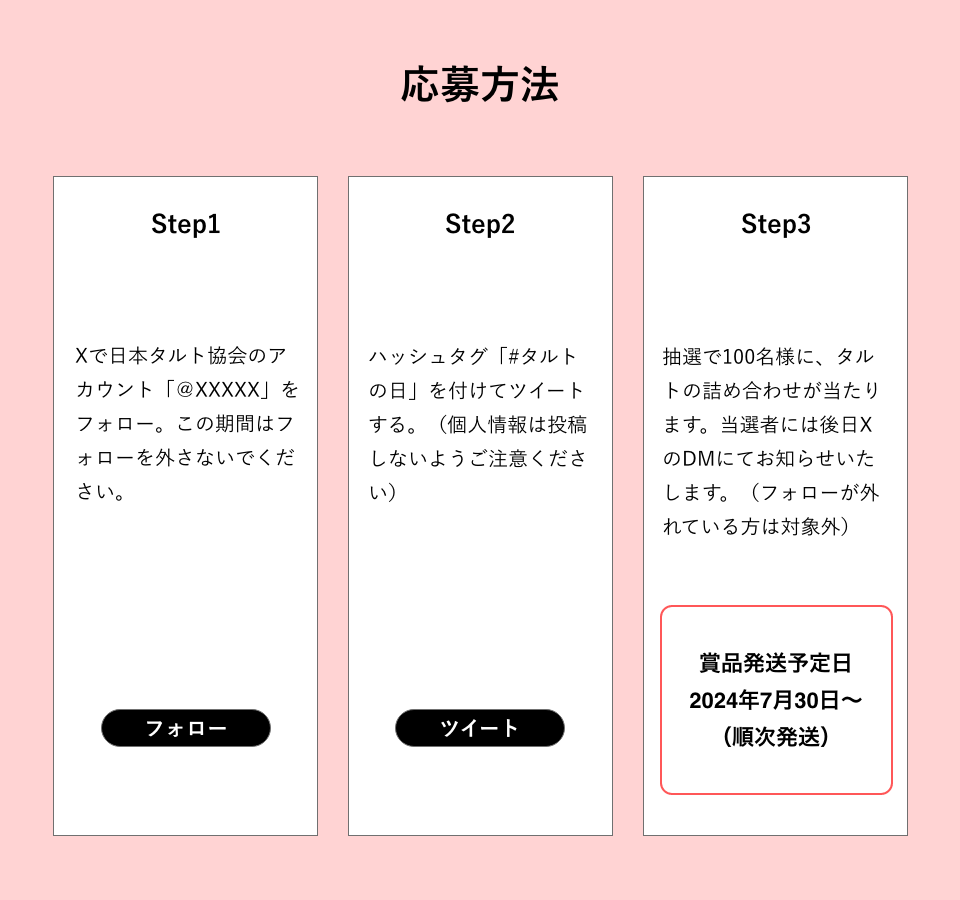 応募方法
Step1
Xで日本タルト協会のア
カウント「@XXXXX」を
フォロー。この期間はフ
ォローを外さないでくだ
さい。
フォロー
Step2
ハッシュタグ「#タルト
の日」を付けてツイート
する。（個人情報は投稿
しないようご注意くださ
い）
ツイート
Step3
抽選で100名様に、タル
トの詰め合わせが当たり
ます。当選者には後日X
のDMにてお知らせいた
します。（フォローが外
れている方は対象外）
賞品発送予定日
2024年7月30日〜
（順次発送）